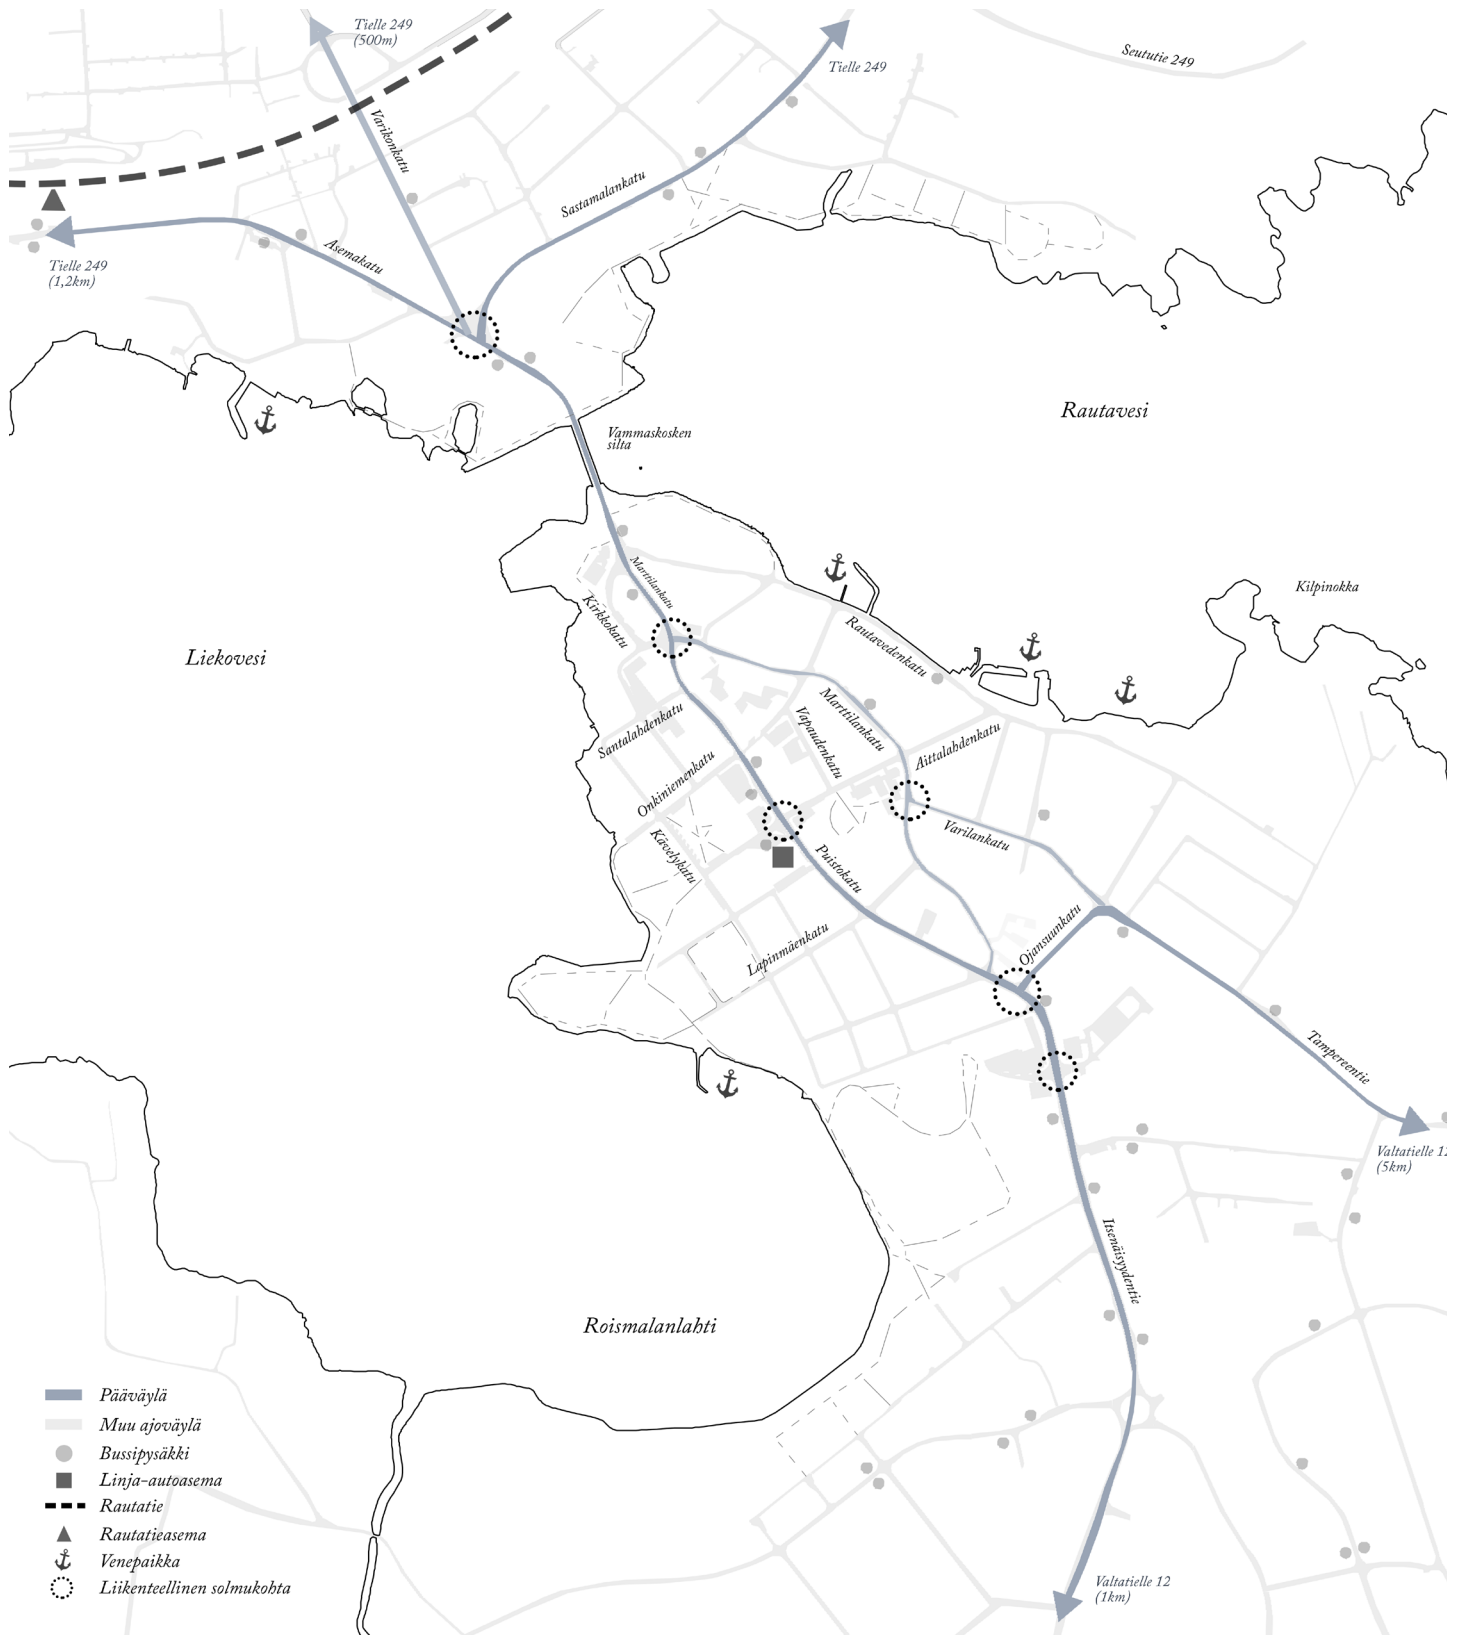 Tielle 249
(500m)
Tielle 249
Seututie 249
Varikonkatu
Sastamalankatu
Asemakatu
Tielle 249
(1,2km)
Rautavesi
Vammaskosken
silta
Marttilankatu
Kirkkokatu
Kilpinokka
Rautavedenkatu
Liekovesi
Santalahdenkatu
Marttilankatu
Vapaudenkatu
Aittalahdenkatu
Onkiniemenkatu
Varilankatu
Kävelykatu
Puistokatu
Ojansuunkatu
Lapinmäenkatu
Tampereentie
Valtatielle 12
(5km)
Itsenäisyydentie
Roismalanlahti
Pääväylä
Muu ajoväylä
Bussipysäkki
Linja-autoasema
Rautatie
Rautatieasema
Venepaikka
Liikenteellinen solmukohta
Valtatielle 12
(1km)